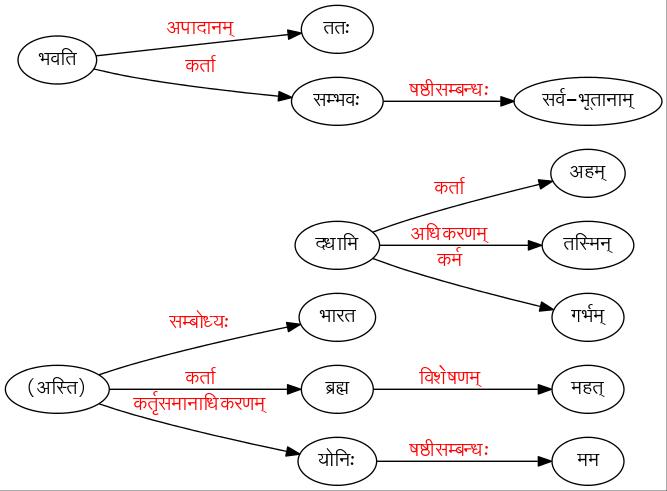 अपादानम्
ततः
भवति
कर्ता
सम्भवः
षष्ठीसम्बन्धः
सर्व-भूतानाम्
कर्ता
अहम्
दधामि
अधिकरणम्
तस्मिन्
कर्म
गर्भम्
सम्बोध्यः
भारत
(अस्ति)
कर्ता
ब्रह्म
विशेषणम्
महत्
कर्तृसमानाधिकरणम्
योनिः
षष्ठीसम्बन्धः
मम